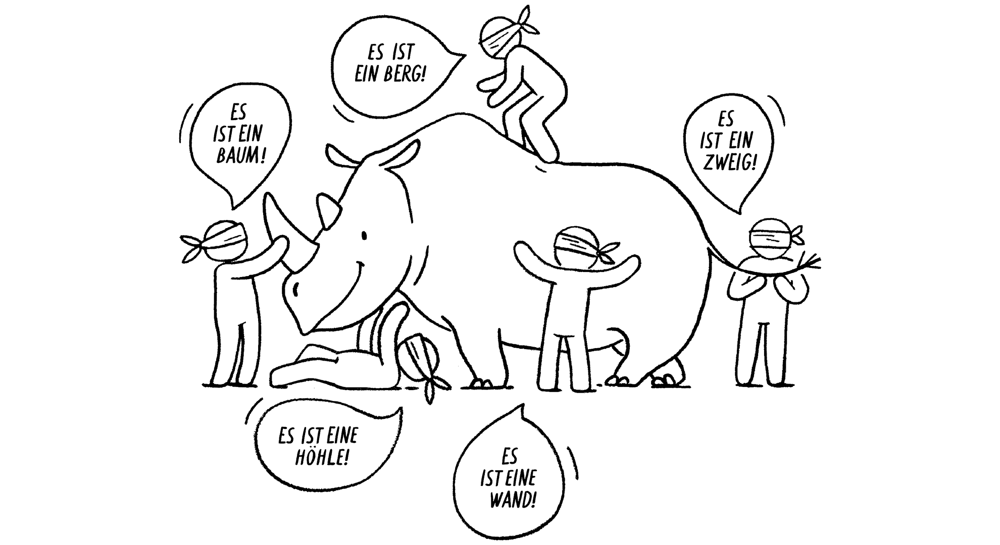 ES IST
EIN BERG!
ES
IST EIN
BAUM!
ES
IST EIN
ZWEIG!
ES IST EINE
HÖHLE!
ES
IST EINE
WAND!